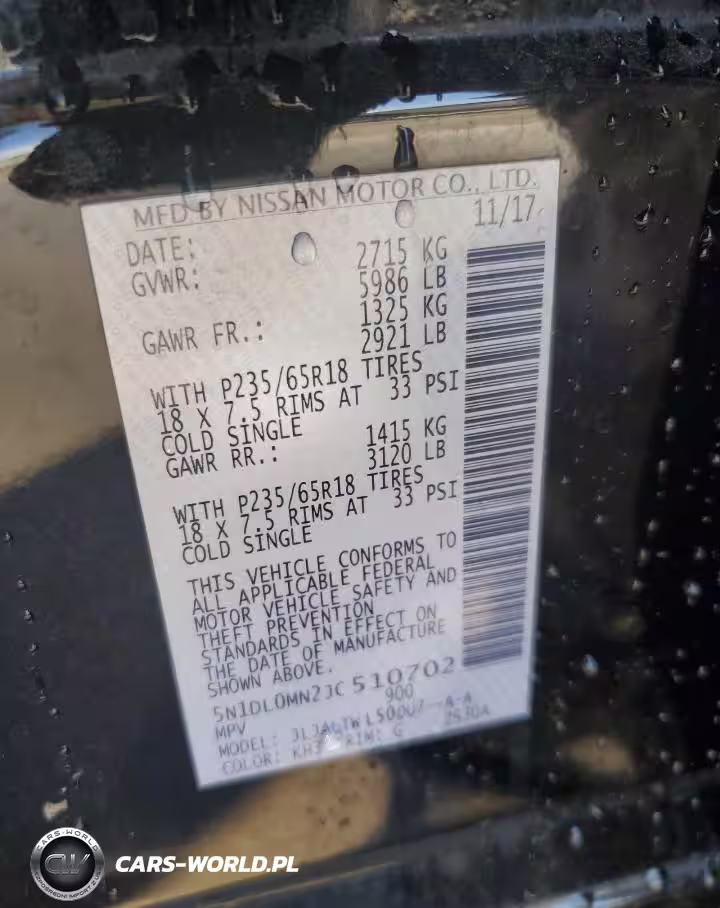 MFD BY NISSAN MOTOR CO., LTD.
DATE: 11/17
GVWR: 2715 KG
5986 LB
1325 KG
GAWR FR.: 2921 LB
WITH P235/65R18 TIRES
18 X 7.5 RIMS AT 33 PSI
COLD SINGLE
GAWR RR.: 1415 KG
3120 LB
WITH P235/65R18 TIRES
18 X 7.5 RIMS AT 33 PSI
COLD SINGLE
THIS VEHICLE CONFORMS TO
ALL APPLICABLE FEDERAL
MOTOR VEHICLE SAFETY AND
THEFT PREVENTION
STANDARDS IN EFFECT ON
THE DATE OF MANUFACTURE
SHOWN ABOVE.
5N1DL0MN2JC510702
MPV 900
MODEL: A-A
COLOR: TRIM: G
CARS-WORLD
CW
CARS-WORLD.PL